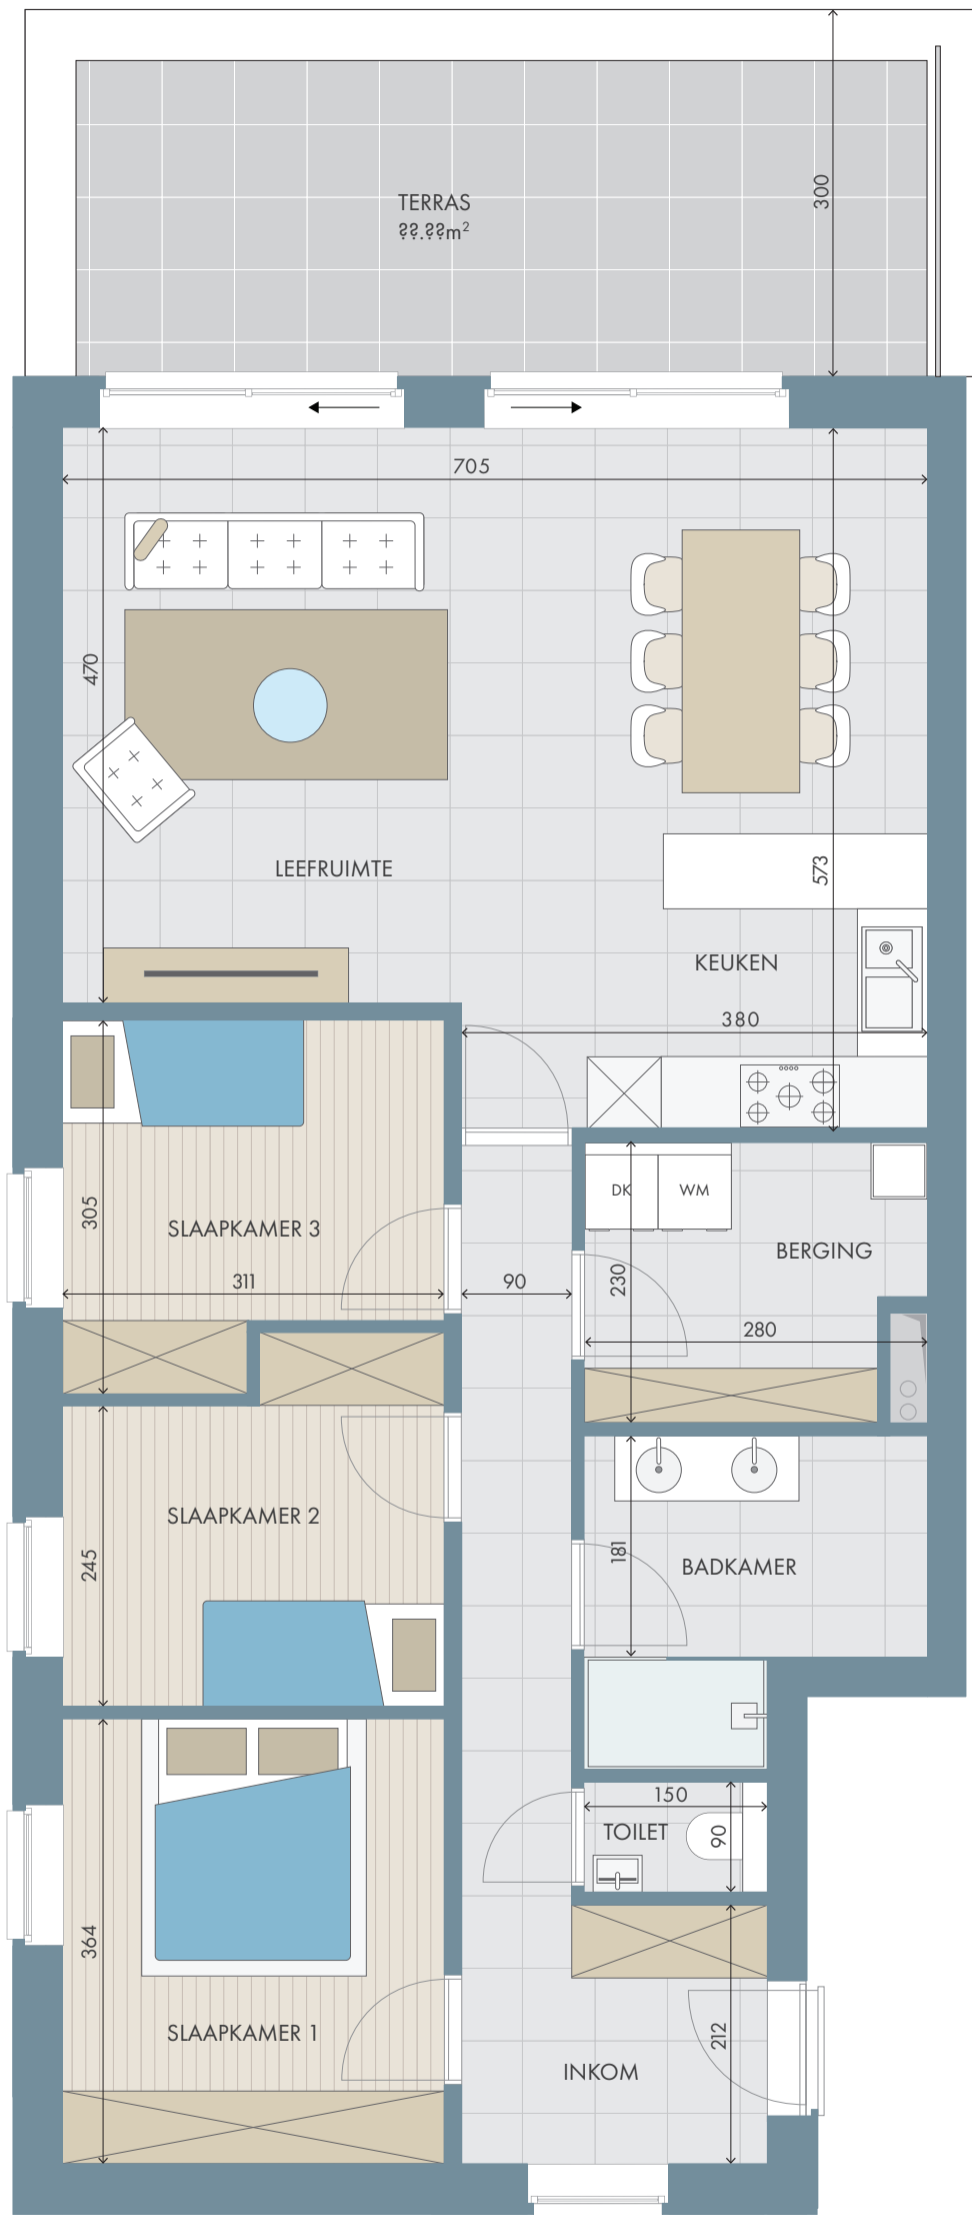 300
TERRAS
??.??m²
705
470
573
LEEFRUIMTE
KEUKEN
380
305
SLAAPKAMER 3
311
90
DK
WM
BERGING
230
280
SLAAPKAMER 2
245
181
BADKAMER
150
TOILET
90
364
SLAAPKAMER 1
212
INKOM